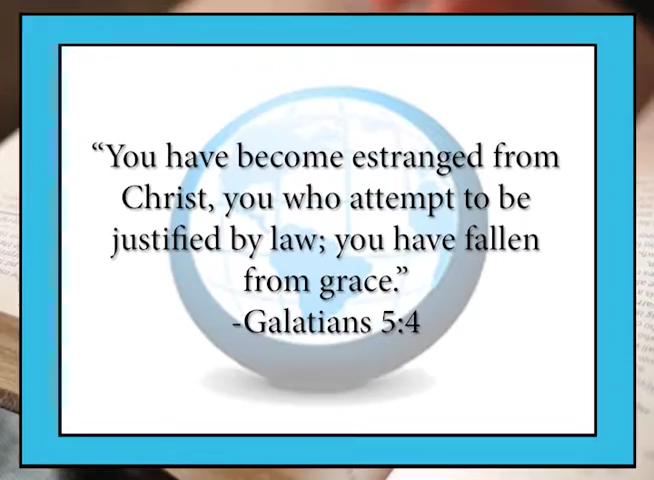 “You have become estranged from
Christ, you who attempt to be
justified by law; you have fallen
from grace.”
-Galatians 5:4